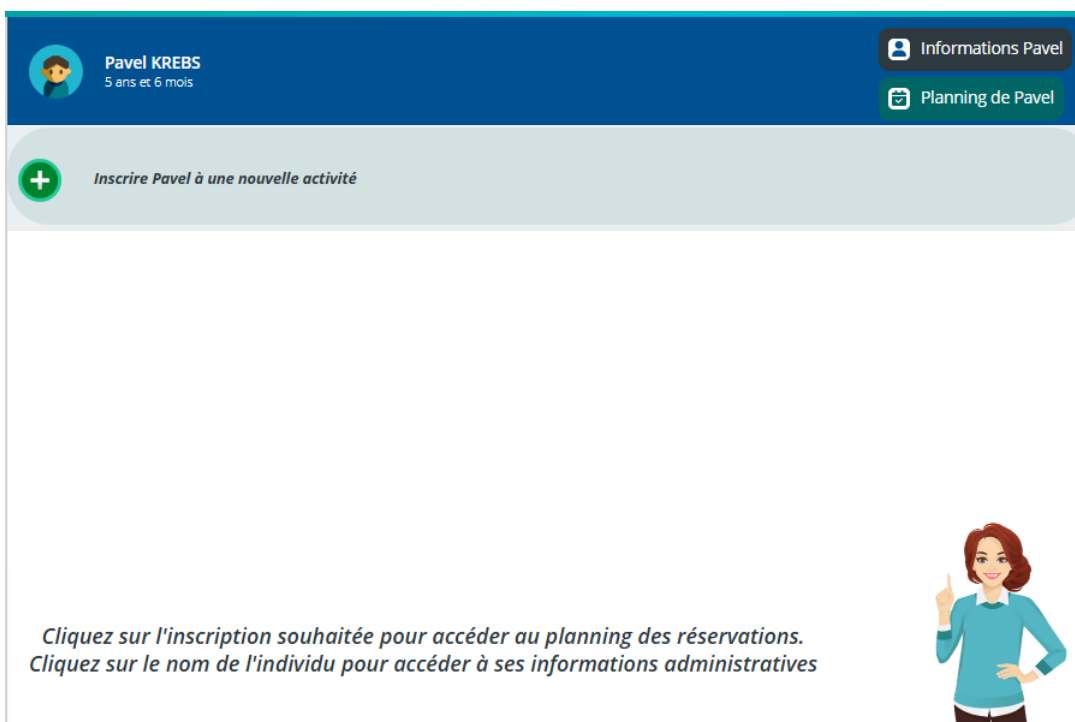 Pavel KREBS
5 ans et 6 mois
Informations Pavel
Planning de Pavel
Inscrire Pavel à une nouvelle activité
Cliquez sur l'inscription souhaitée pour accéder au planning des réservations.
Cliquez sur le nom de l'individu pour accéder à ses informations administratives